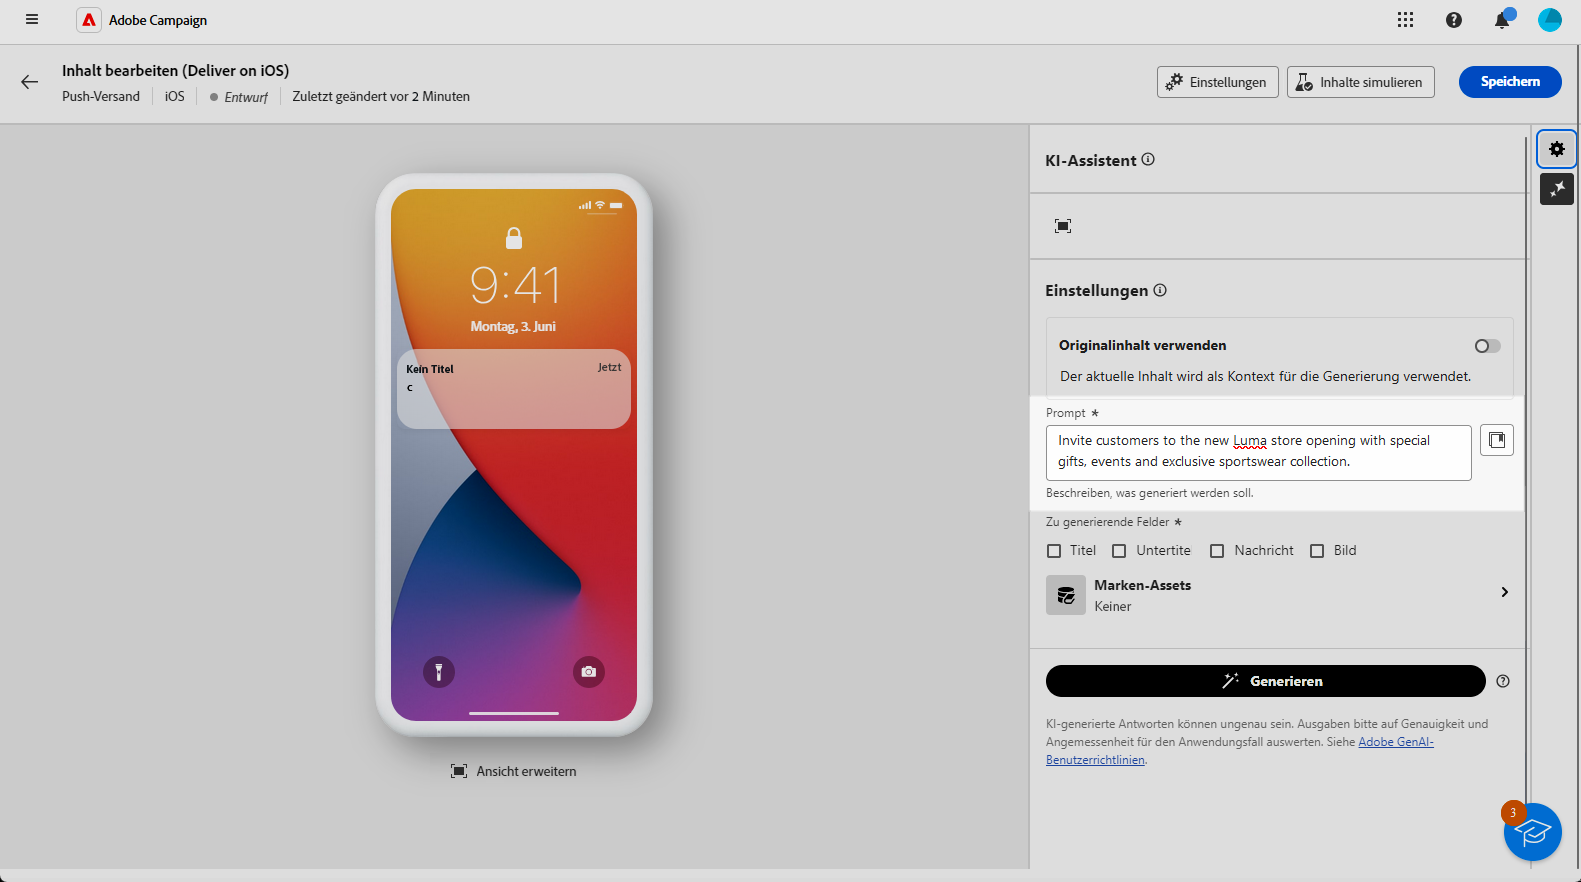 Adobe Campaign
Inhalt bearbeiten (Deliver on iOS)
Push-Versand iOS Entwurf Zuletzt geändert vor 2 Minuten
Einstellungen
Inhalte simulieren
Speichern
9:41
Montag, 3. Juni
Kein Titel Jetzt
c
Ansicht erweitern
KI-Assistent
Einstellungen
Originalinhalt verwenden
Der aktuelle Inhalt wird als Kontext für die Generierung verwendet.
Prompt *
Invite customers to the new Luma store opening with special
gifts, events and exclusive sportswear collection.
Beschreiben, was generiert werden soll.
Zu generierende Felder *
Titel Untertite Nachricht Bild
Marken-Assets
Keiner
Generieren
KI-generierte Antworten können ungenau sein. Ausgaben bitte auf Genauigkeit und
Angemessenheit für den Anwendungsfall auswerten. Siehe Adobe GenAI-
Benutzerrichtlinien.
3